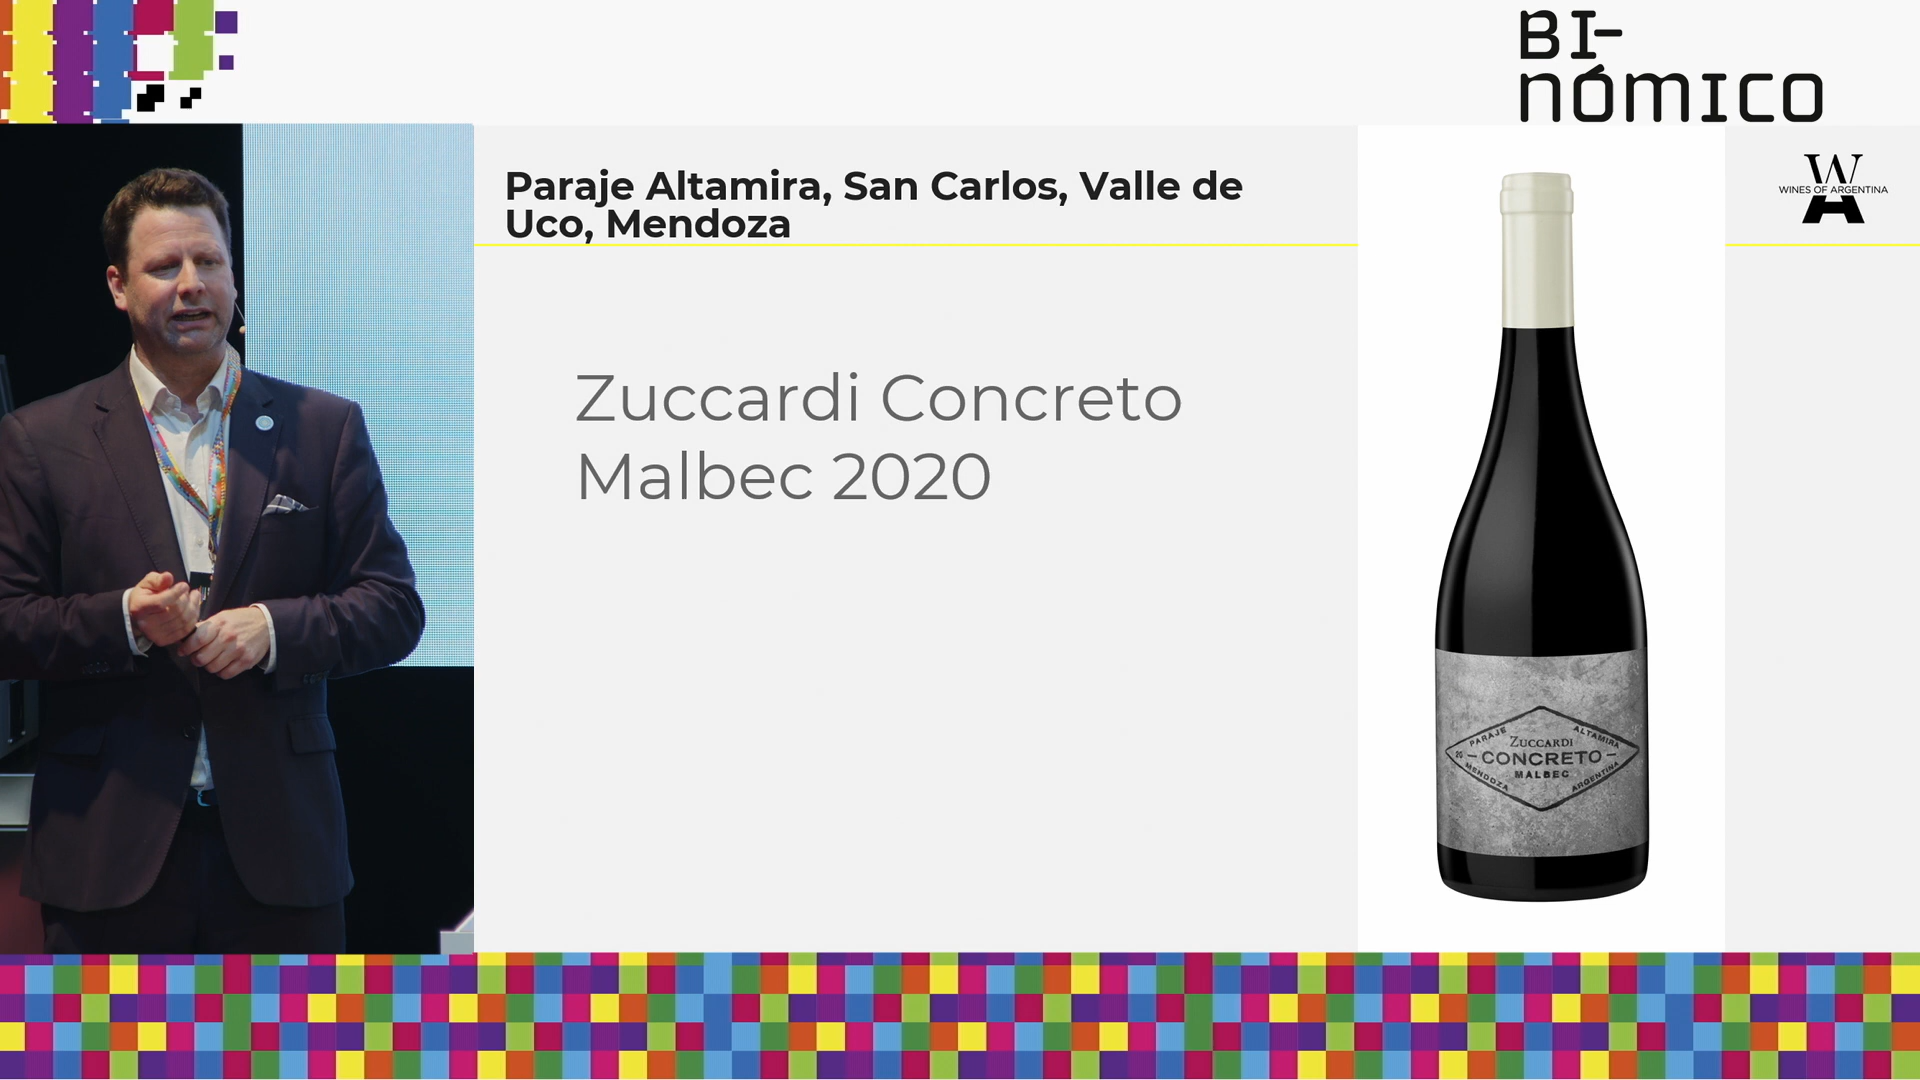 BI-
NÓMICO
Paraje Altamira, San Carlos, Valle de
Uco, Mendoza
W
WINES OF ARGENTINA
A
Zuccardi Concreto
Malbec 2020
PARAJE ALTAMIRA
ZUCCARDI
20 – CONCRETO –
MALBEC
MENDOZA ARGENTINA